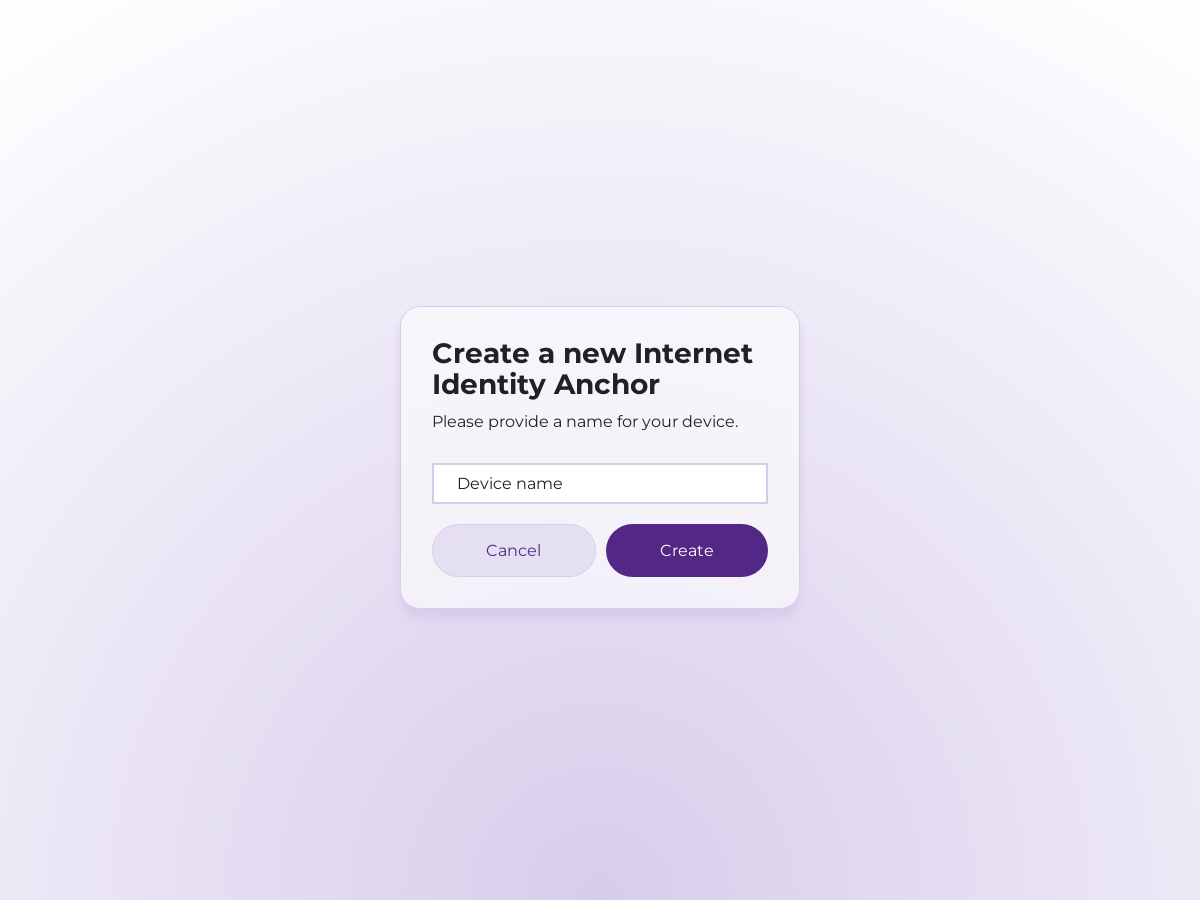 Create a new Internet
Identity Anchor
Please provide a name for your device.
Device name
Cancel
Create